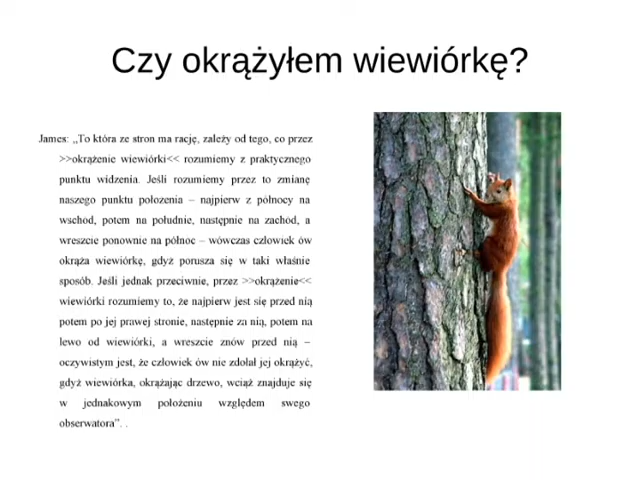 Czy okrążyłem wiewiórkę?
James: „To która ze stron ma rację, zależy od tego, co przez
>>okrążenie wiewiórki<< rozumiemy z praktycznego
punktu widzenia. Jeśli rozumiemy przez to zmianę
naszego punktu położenia – najpierw z północy na
wschód, potem na południe, następnie na zachód, a
wreszcie ponownie na północ – wówczas człowiek ów
okrąża wiewiórkę, gdyż porusza się w taki właśnie
sposób. Jeśli jednak przeciwnie, przez >>okrążenie<<
wiewiórki rozumiemy to, że najpierw jest się przed nią
potem po jej prawej stronie, następnie za nią, potem na
lewo od wiewiórki, a wreszcie znów przed nią –
oczywistym jest, że człowiek ów nie zdołał jej okrążyć,
gdyż wiewiórka, okrążając drzewo, wciąż znajduje się
w jednakowym położeniu względem swego
obserwatora”. .